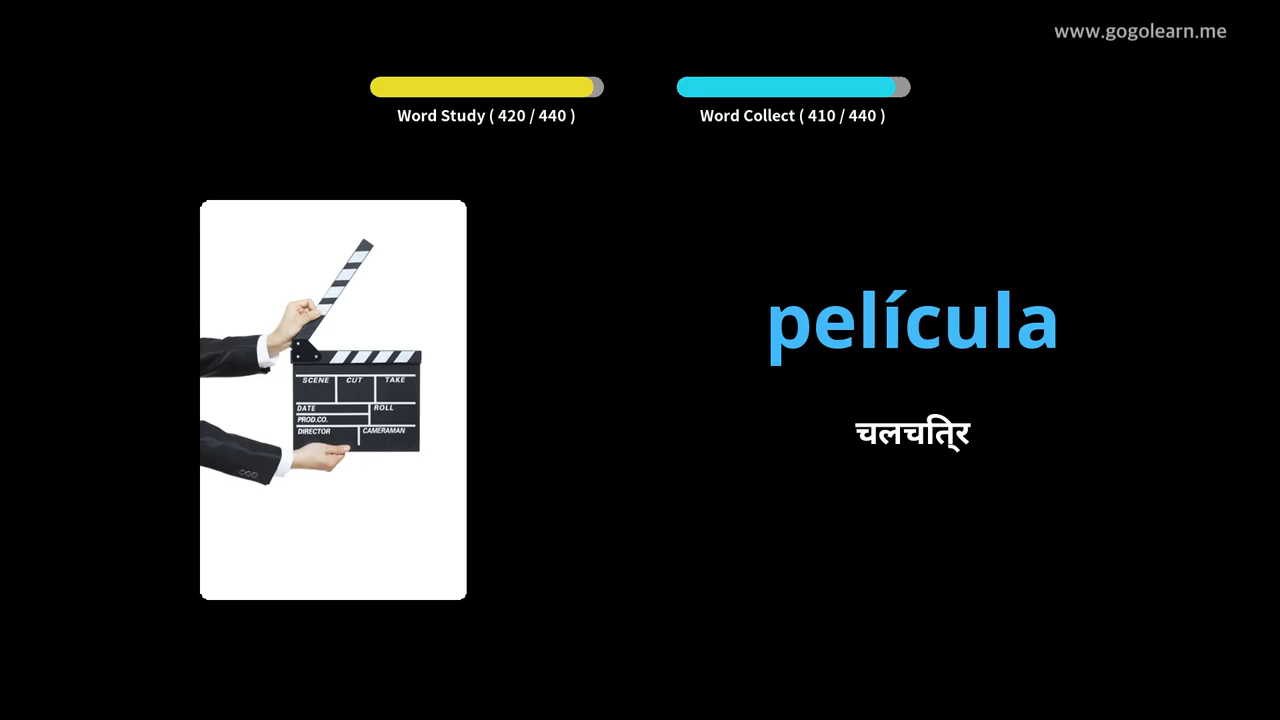 www.gogolearn.me
Word Study ( 420 / 440 )
Word Collect ( 410 / 440 )
SCENE CUT TAKE
DATE ROLL
PROD.CO.
DIRECTOR CAMERAMAN
película
चलचित्र